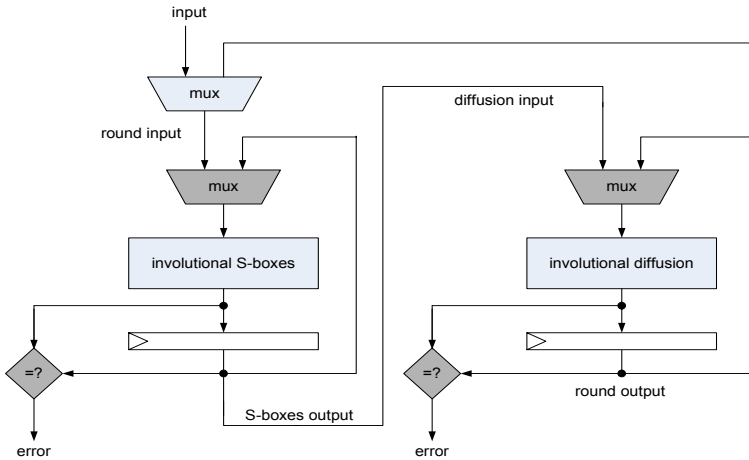 input
mux
round input
mux
involutional S-boxes
=?
error
S-boxes output
diffusion input
mux
involutional diffusion
=?
round output
error